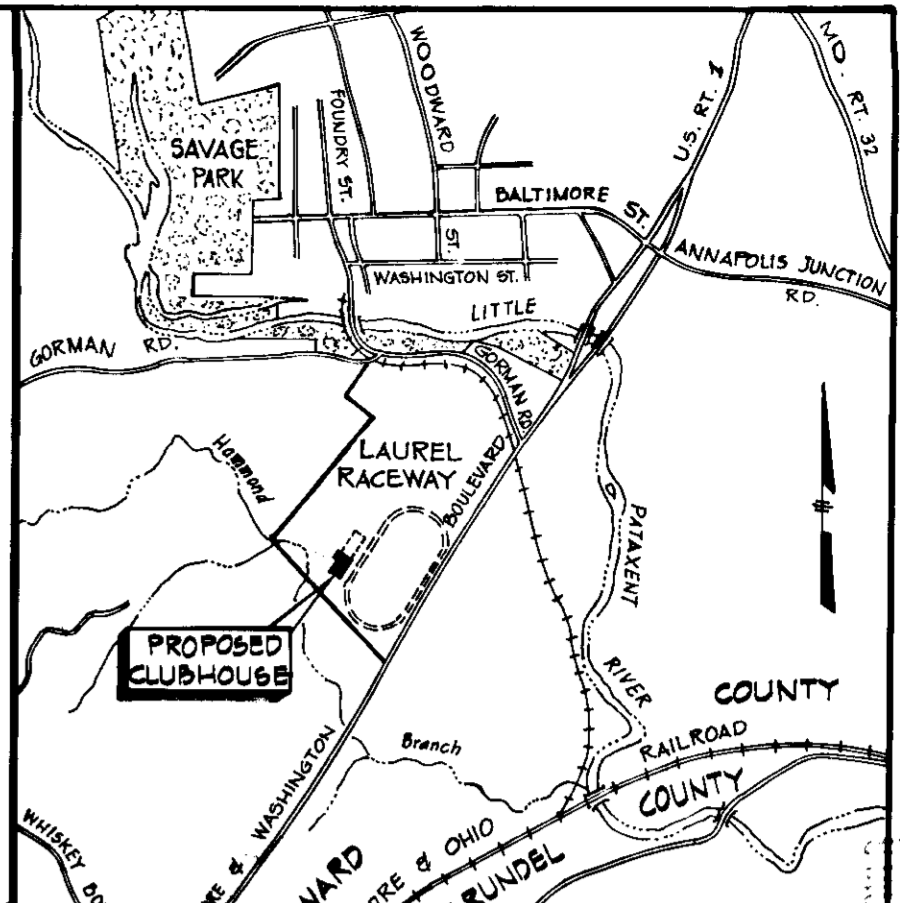 SAVAGE
PARK
FOUNDRY ST.
WOODWARD
ST.
U.S. RT. 1
MD. RT. 32
BALTIMORE ST.
ANNAPOLIS JUNCTION
RD.
WASHINGTON ST.
LITTLE
PATAXENT
RIVER
GORMAN RD.
GORMAN RD.
Hammond
Branch
LAUREL
RACEWAY
BOULEVARD
PROPOSED
CLUBHOUSE
COUNTY
RAILROAD
COUNTY
WASHINGTON
WHISKEY BO
ORE &
NARD
ORE & OHIO
RUNDEL